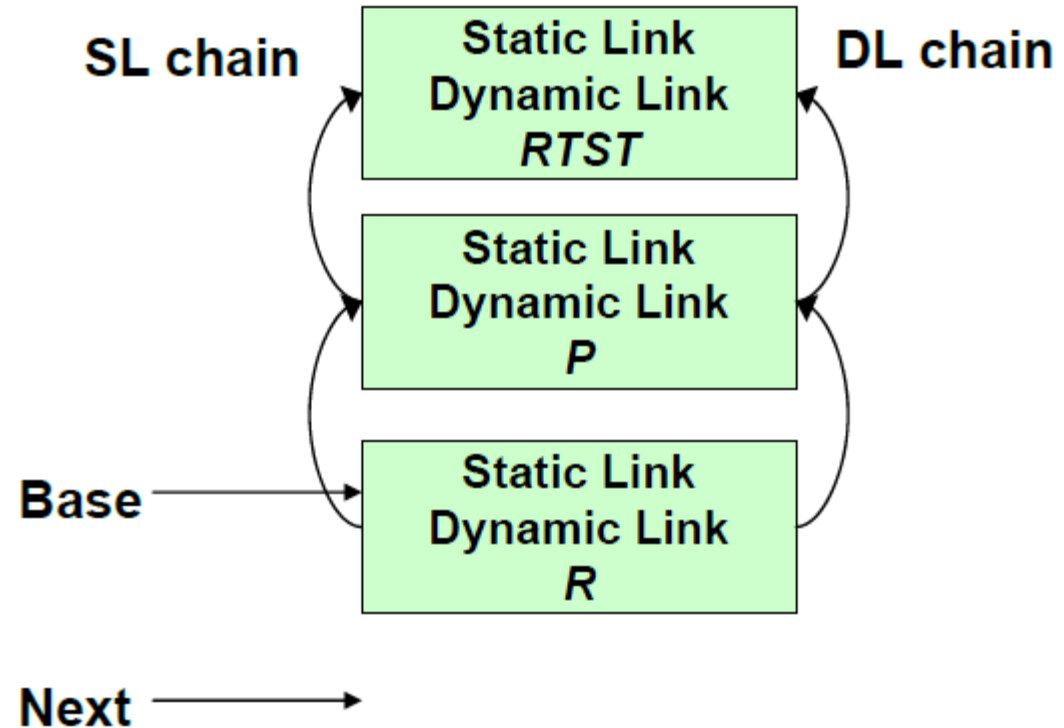 SL chain
Static Link
DL chain
Dynamic Link
RTST
Static Link
Dynamic Link
P
Static Link
Base
Dynamic Link
R
Next